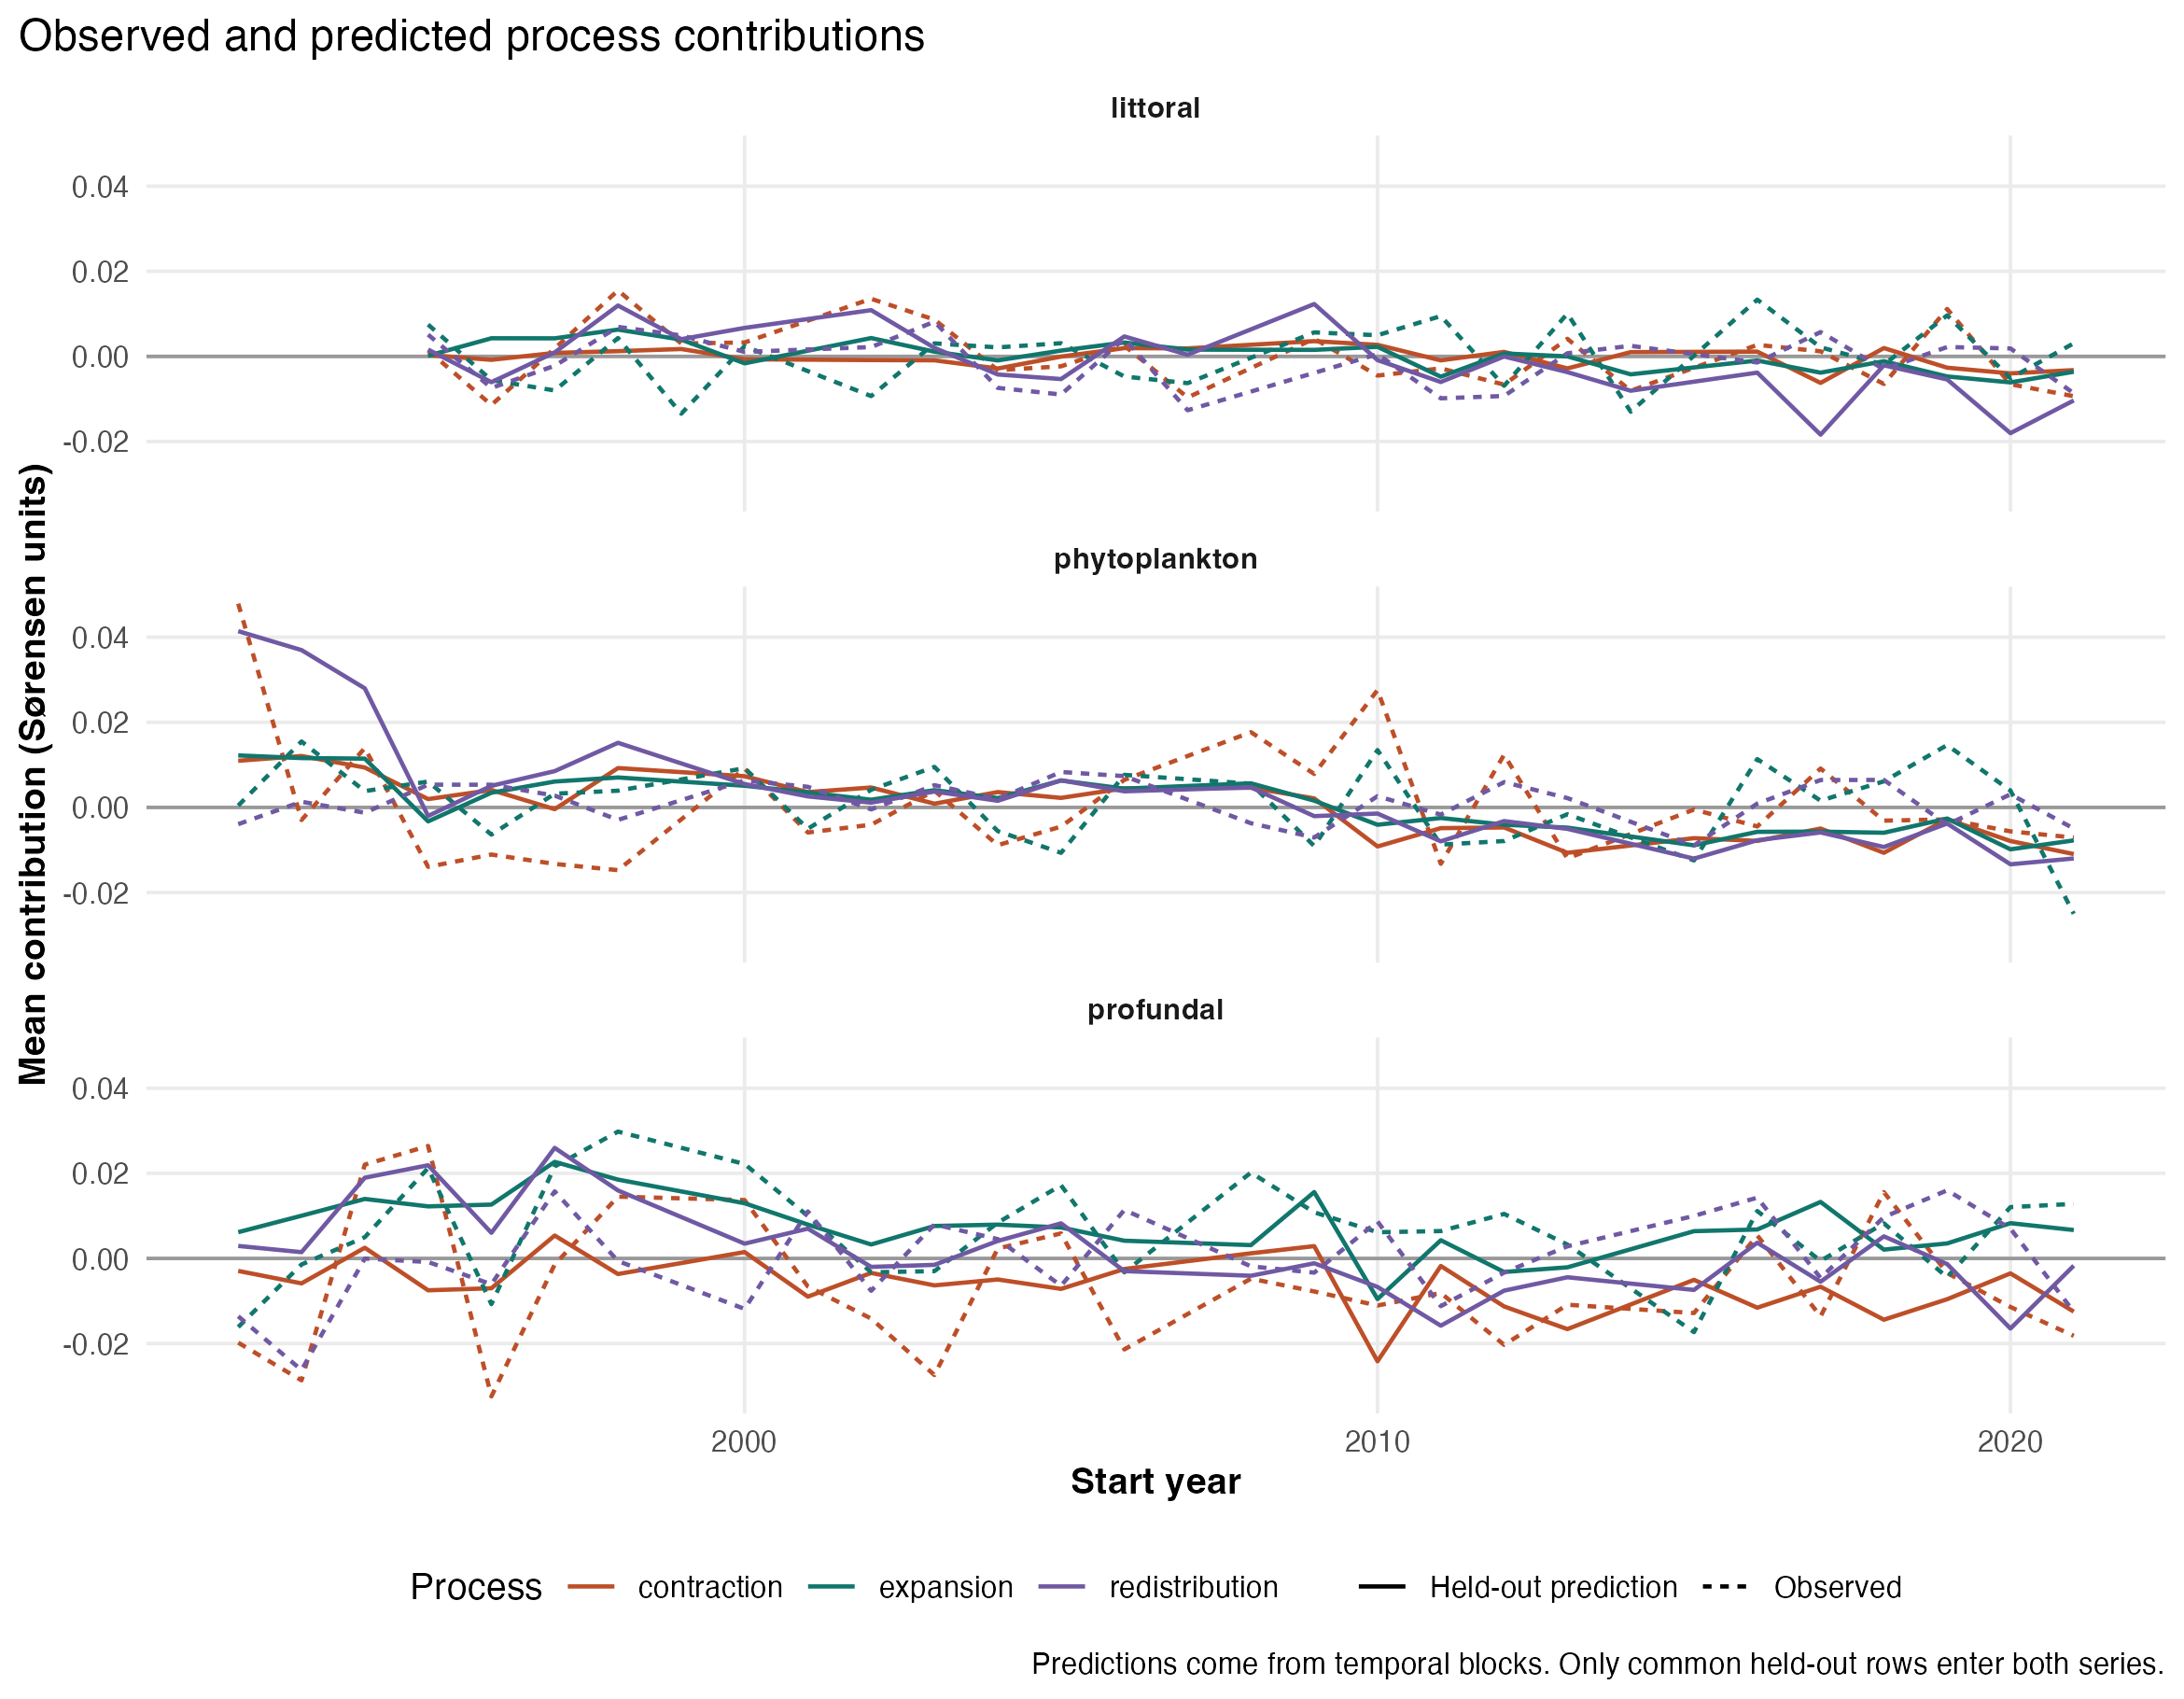 Observed and predicted process contributions
littoral
0.04
0.02
0.00
-0.02
phytoplankton
0.04
0.02
0.00
-0.02
profundal
0.04
0.02
0.00
-0.02
Mean contribution (Sørensen units)
2000 2010 2020
Start year
Process contraction expansion redistribution Held-out prediction Observed
Predictions come from temporal blocks. Only common held-out rows enter both series.